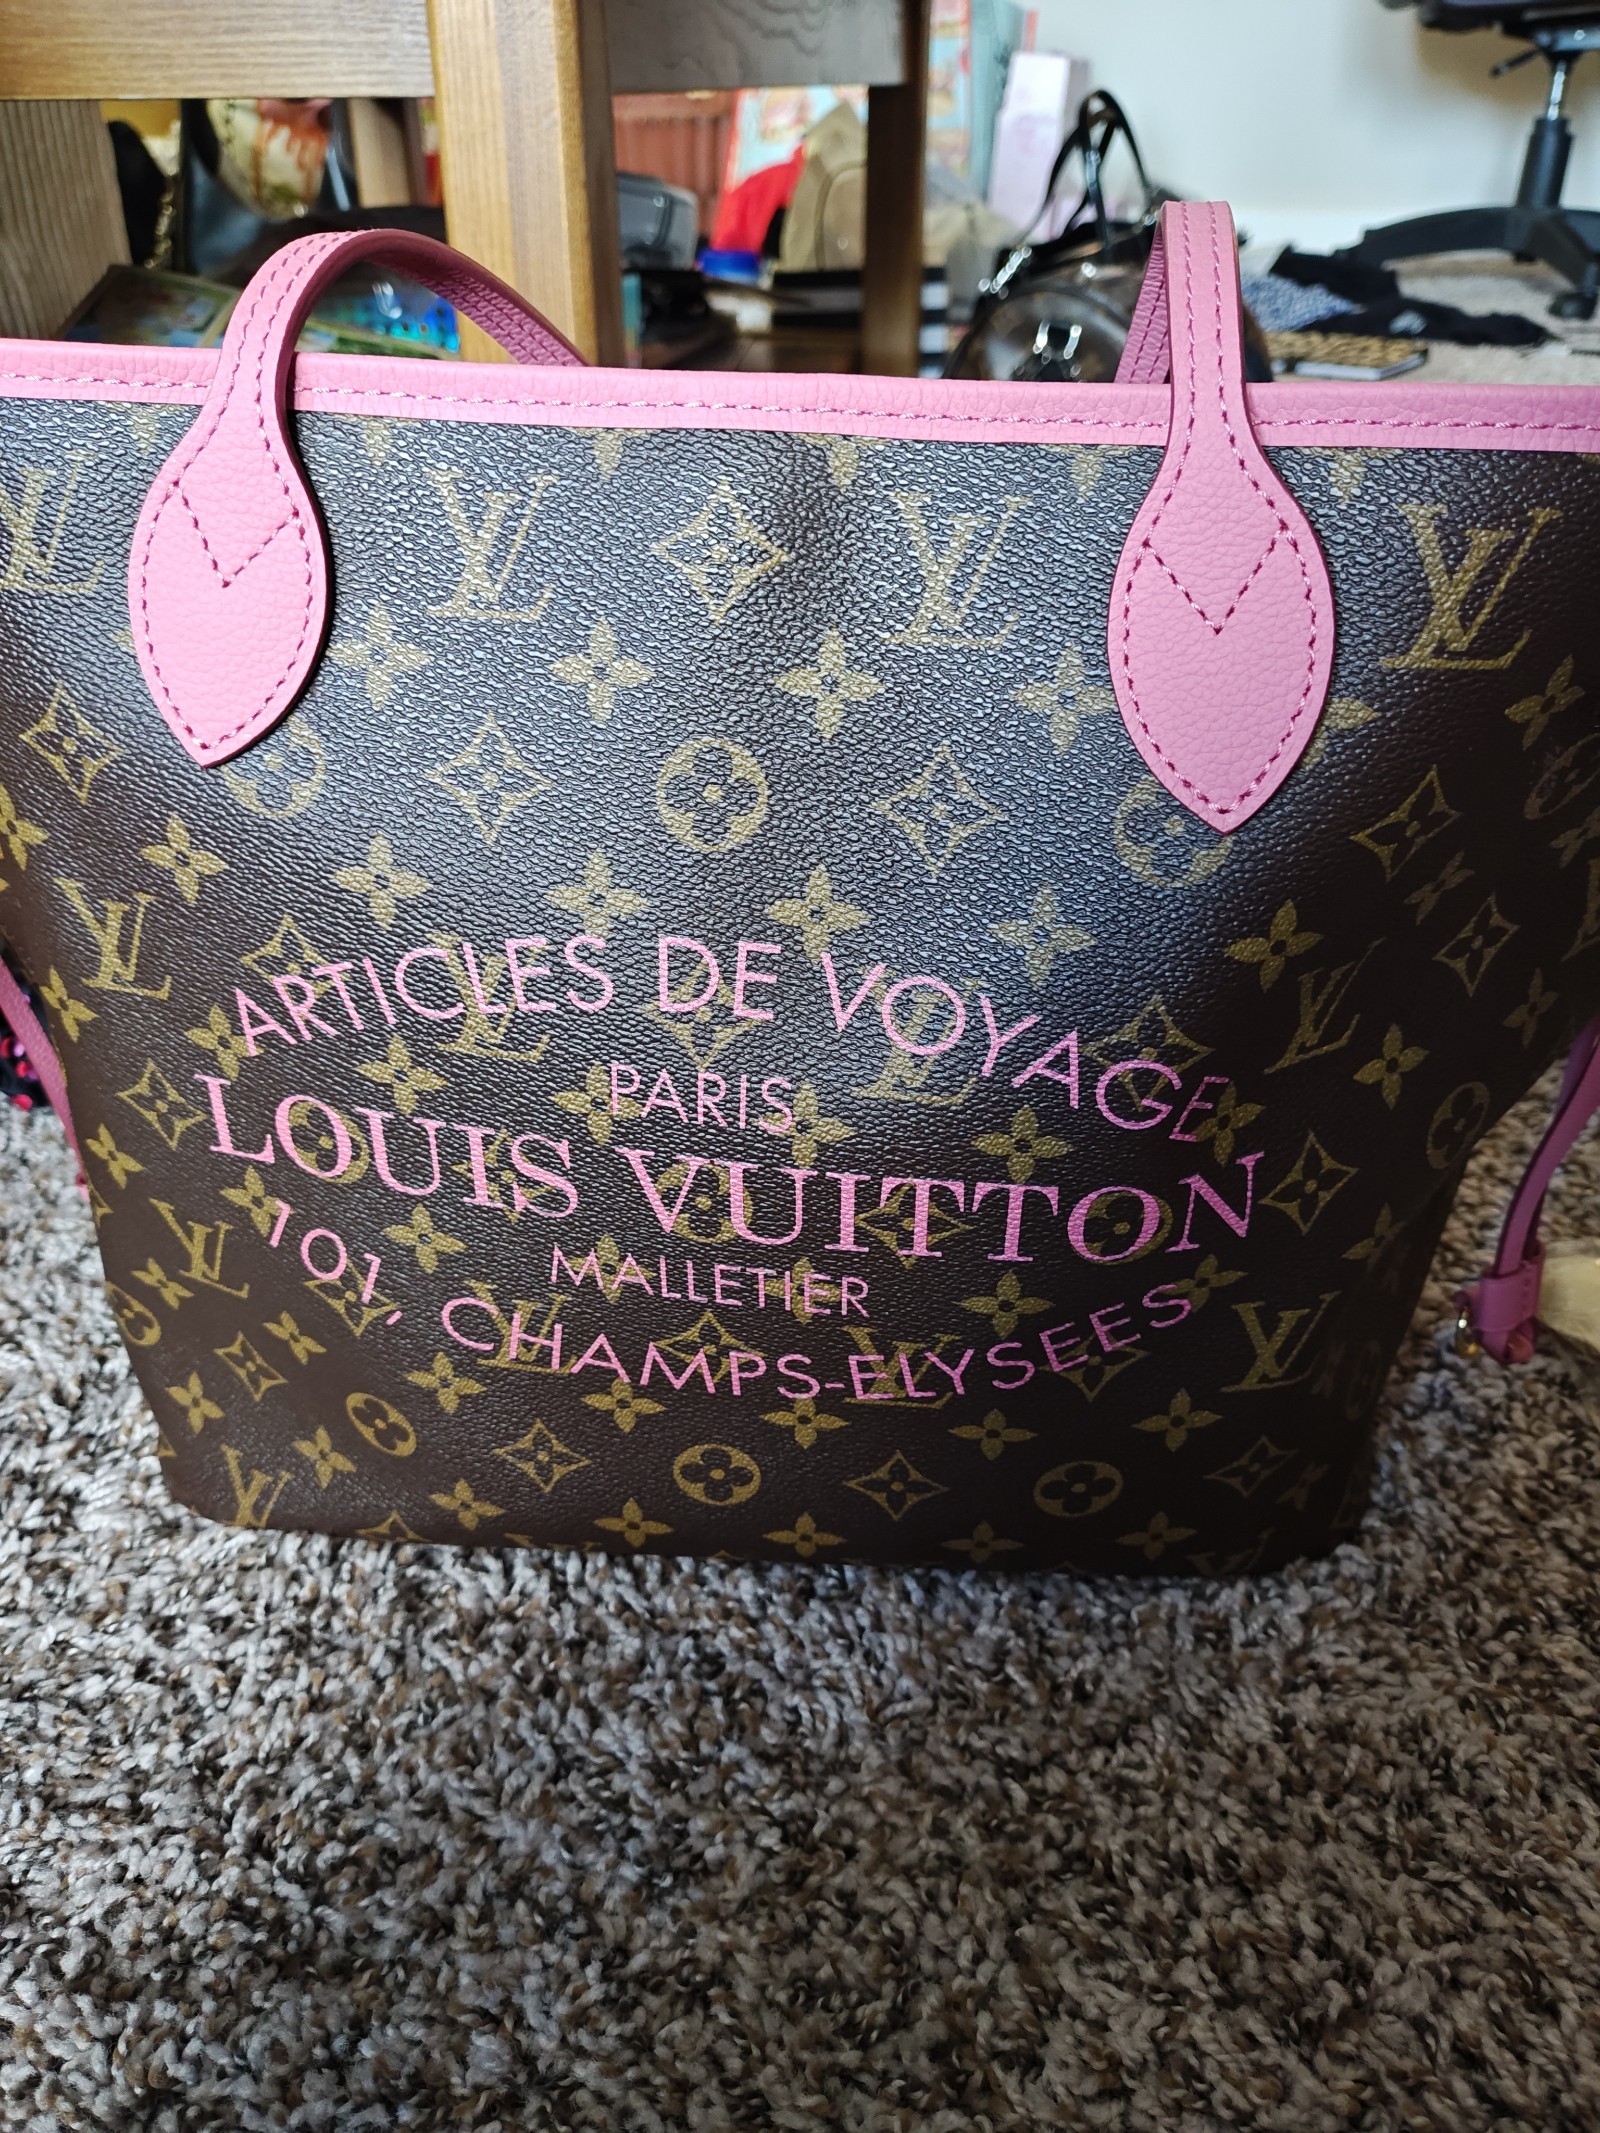 ARTICLES DE VOYAGE
PARIS
LOUIS VUITTON
MALLETIER
101, CHAMPS-ELYSEES